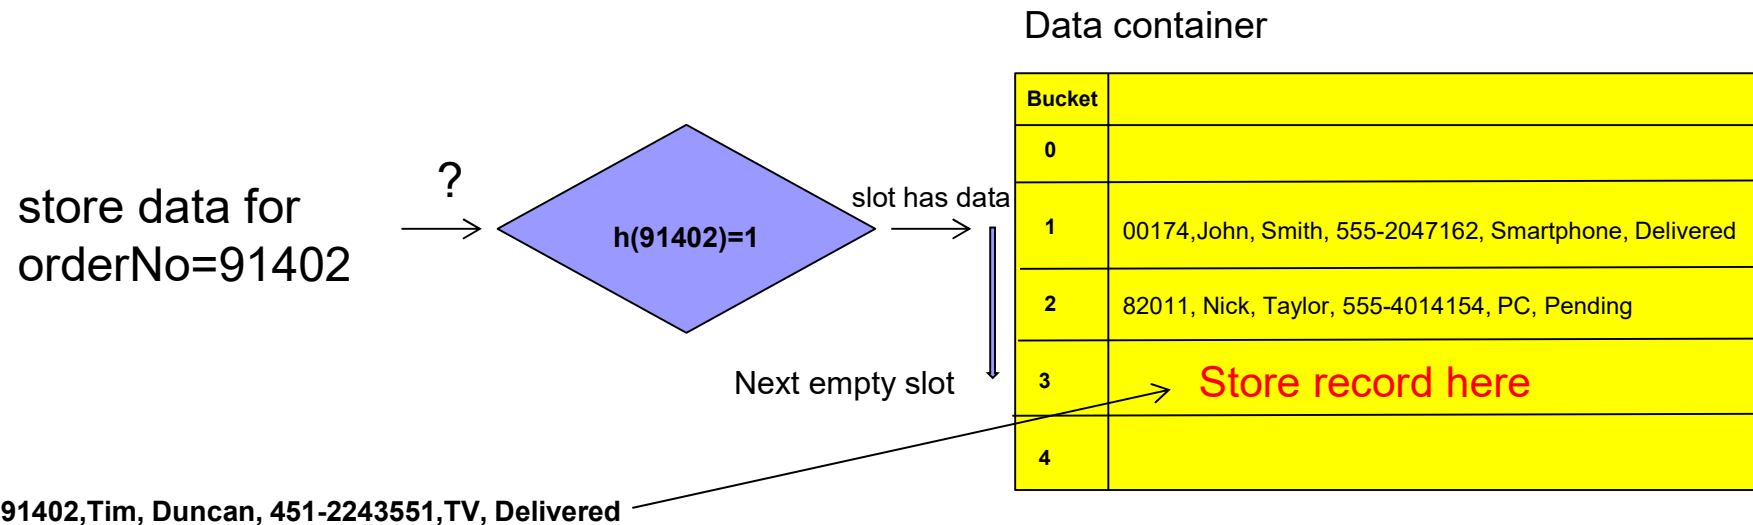 Data container
Bucket
0
store data for
orderNo=91402
?
h(91402)=1
slot has data
1
00174,John, Smith, 555-2047162, Smartphone, Delivered
2
82011, Nick, Taylor, 555-4014154, PC, Pending
Next empty slot
3
Store record here
4
91402,Tim, Duncan, 451-2243551,TV, Delivered